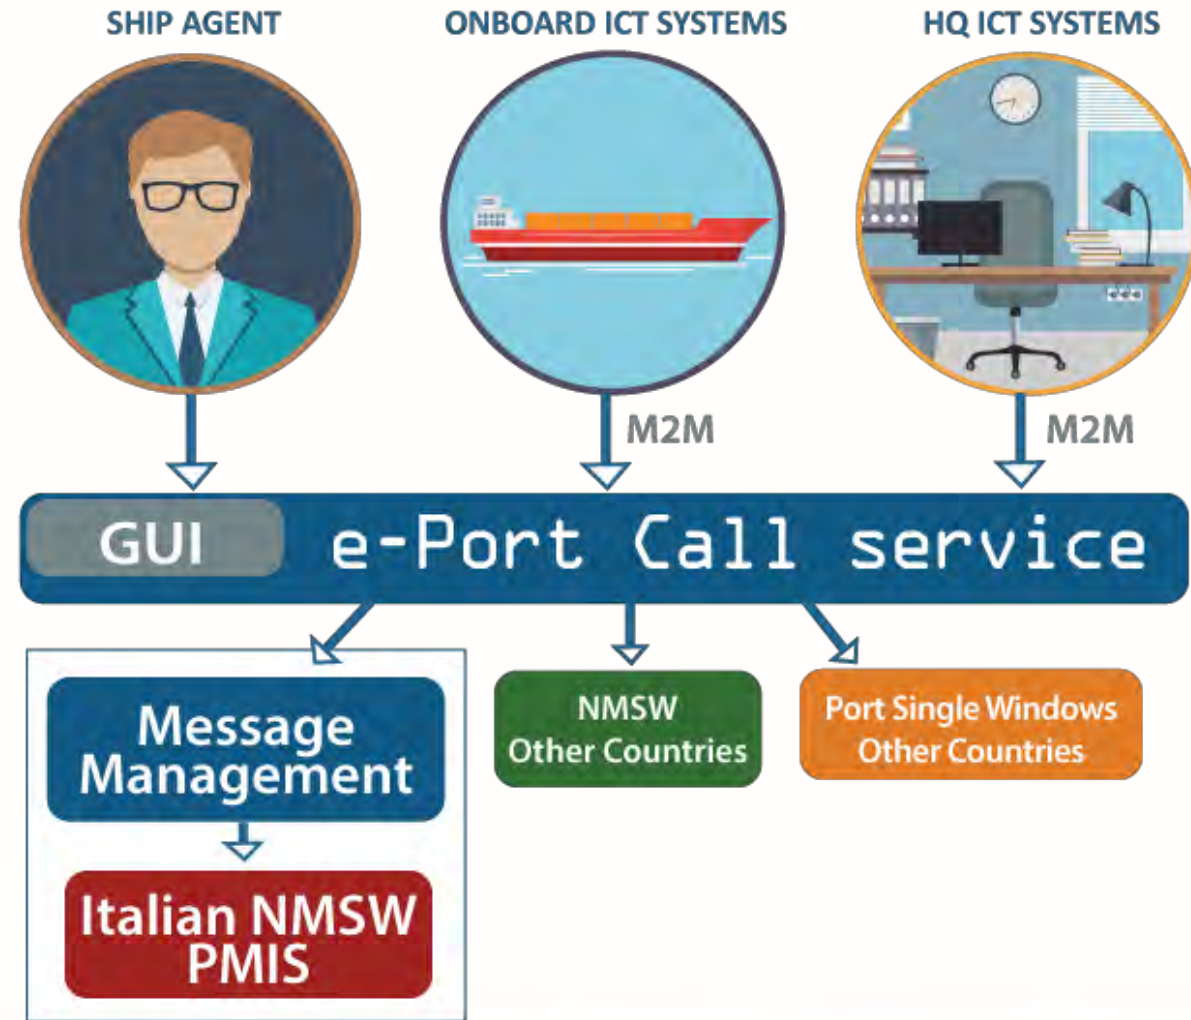 SHIP AGENT
ONBOARD ICT SYSTEMS
HQ ICT SYSTEMS
M2M
M2M
GUI
e-Port Call service
Message
Management
NMSW
Other Countries
Port Single Windows
Other Countries
Italian NMSW
PMIS